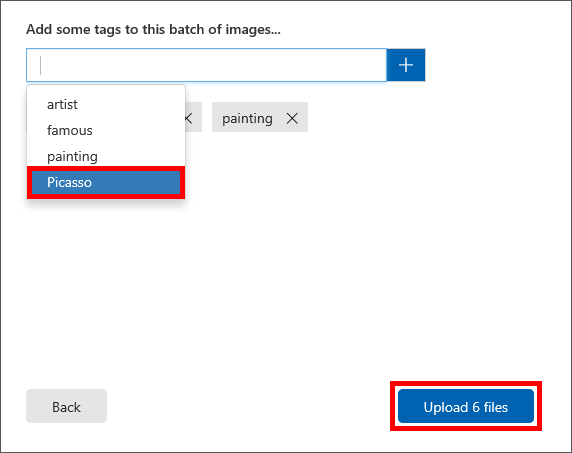 Add some tags to this batch of images...
artist
famous
painting
painting
Picasso
Back
Upload 6 files